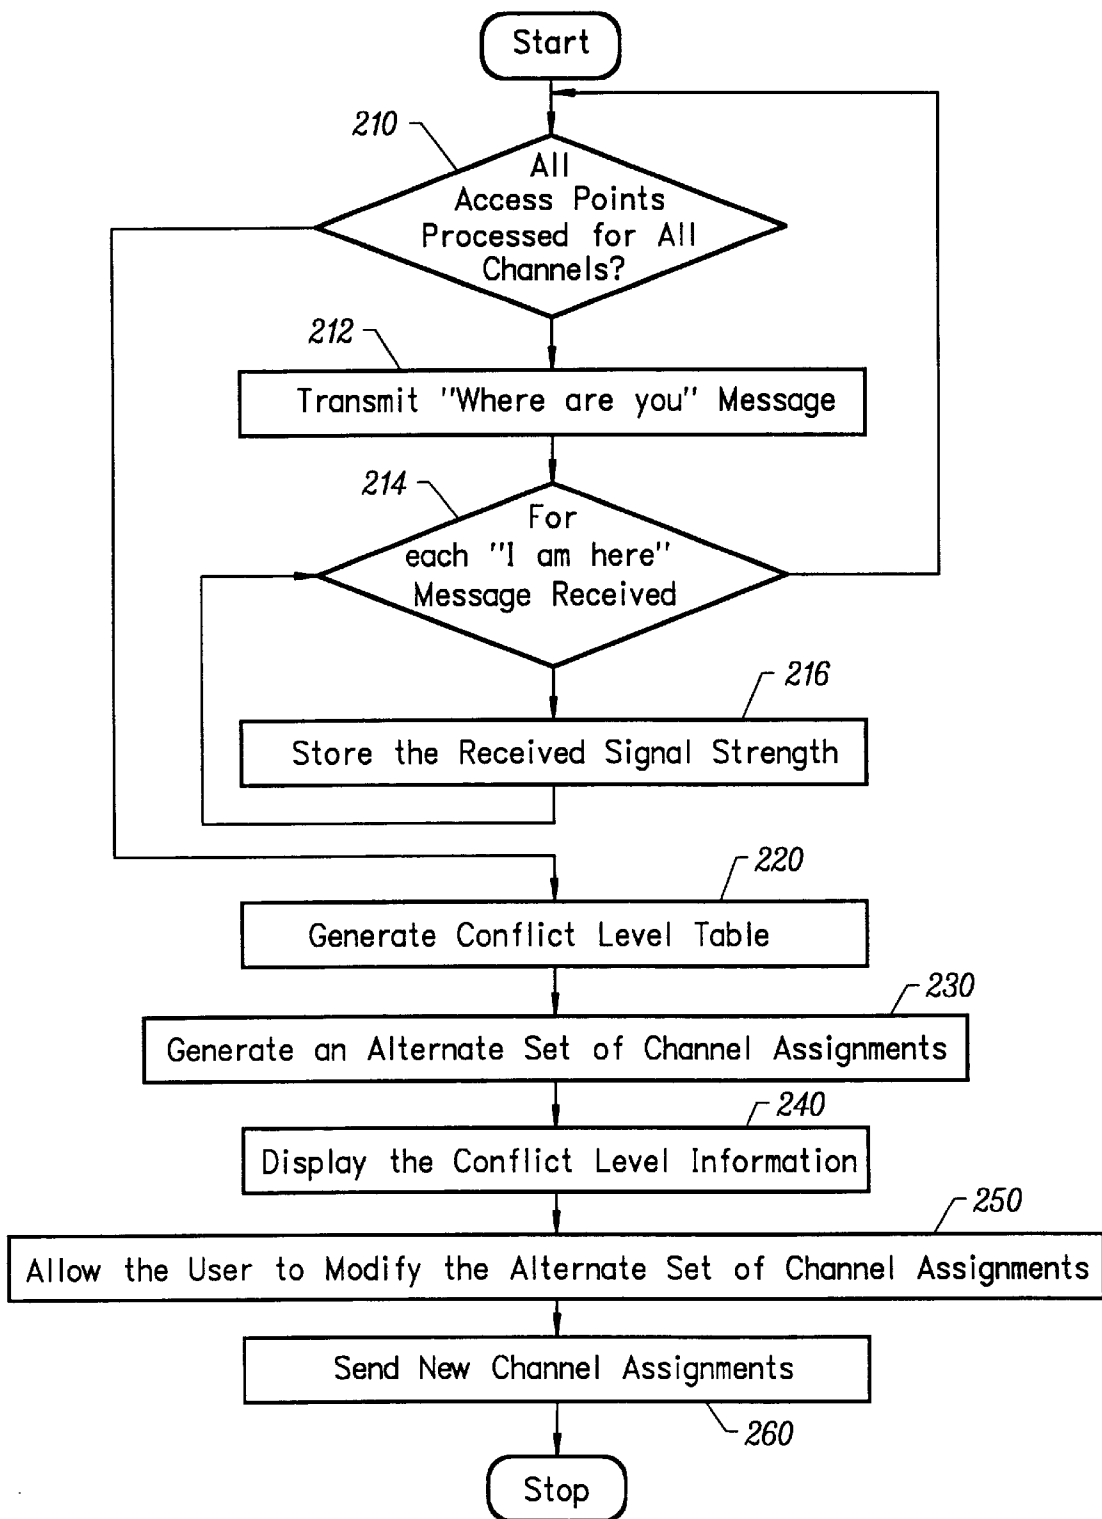 Start
210
All
Access Points
Processed for All
Channels?
212
Transmit "Where are you" Message
214
For
each "I am here"
Message Received
216
Store the Received Signal Strength
220
Generate Conflict Level Table
230
Generate an Alternate Set of Channel Assignments
240
Display the Conflict Level Information
250
Allow the User to Modify the Alternate Set of Channel Assignments
Send New Channel Assignments
260
Stop